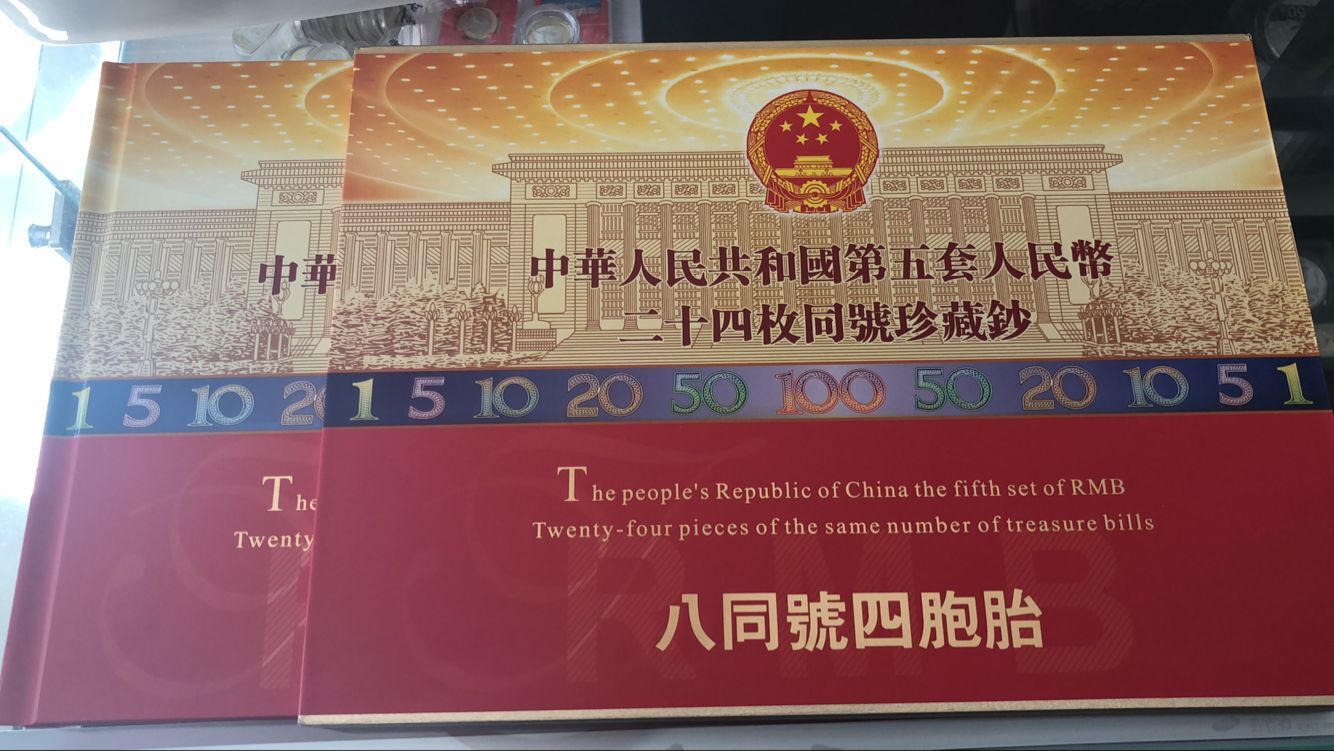 中華人民共和國第五套人民幣
二十四枚同號珍藏鈔
1 5 10 20 50 100 50 20 10 5 1
The people's Republic of China the fifth set of RMB
Twenty-four pieces of the same number of treasure bills
RMB
八同號四胞胎
中華
1 5 10 20
The
Twenty